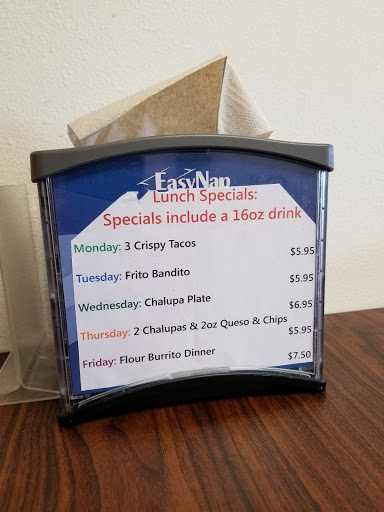 EasyNap
Lunch Specials:
Specials include a 16oz drink
Monday: 3 Crispy Tacos $5.95
Tuesday: Frito Bandito $5.95
Wednesday: Chalupa Plate $6.95
Thursday: 2 Chalupas & 2oz Queso & Chips $5.95
Friday: Flour Burrito Dinner $7.50